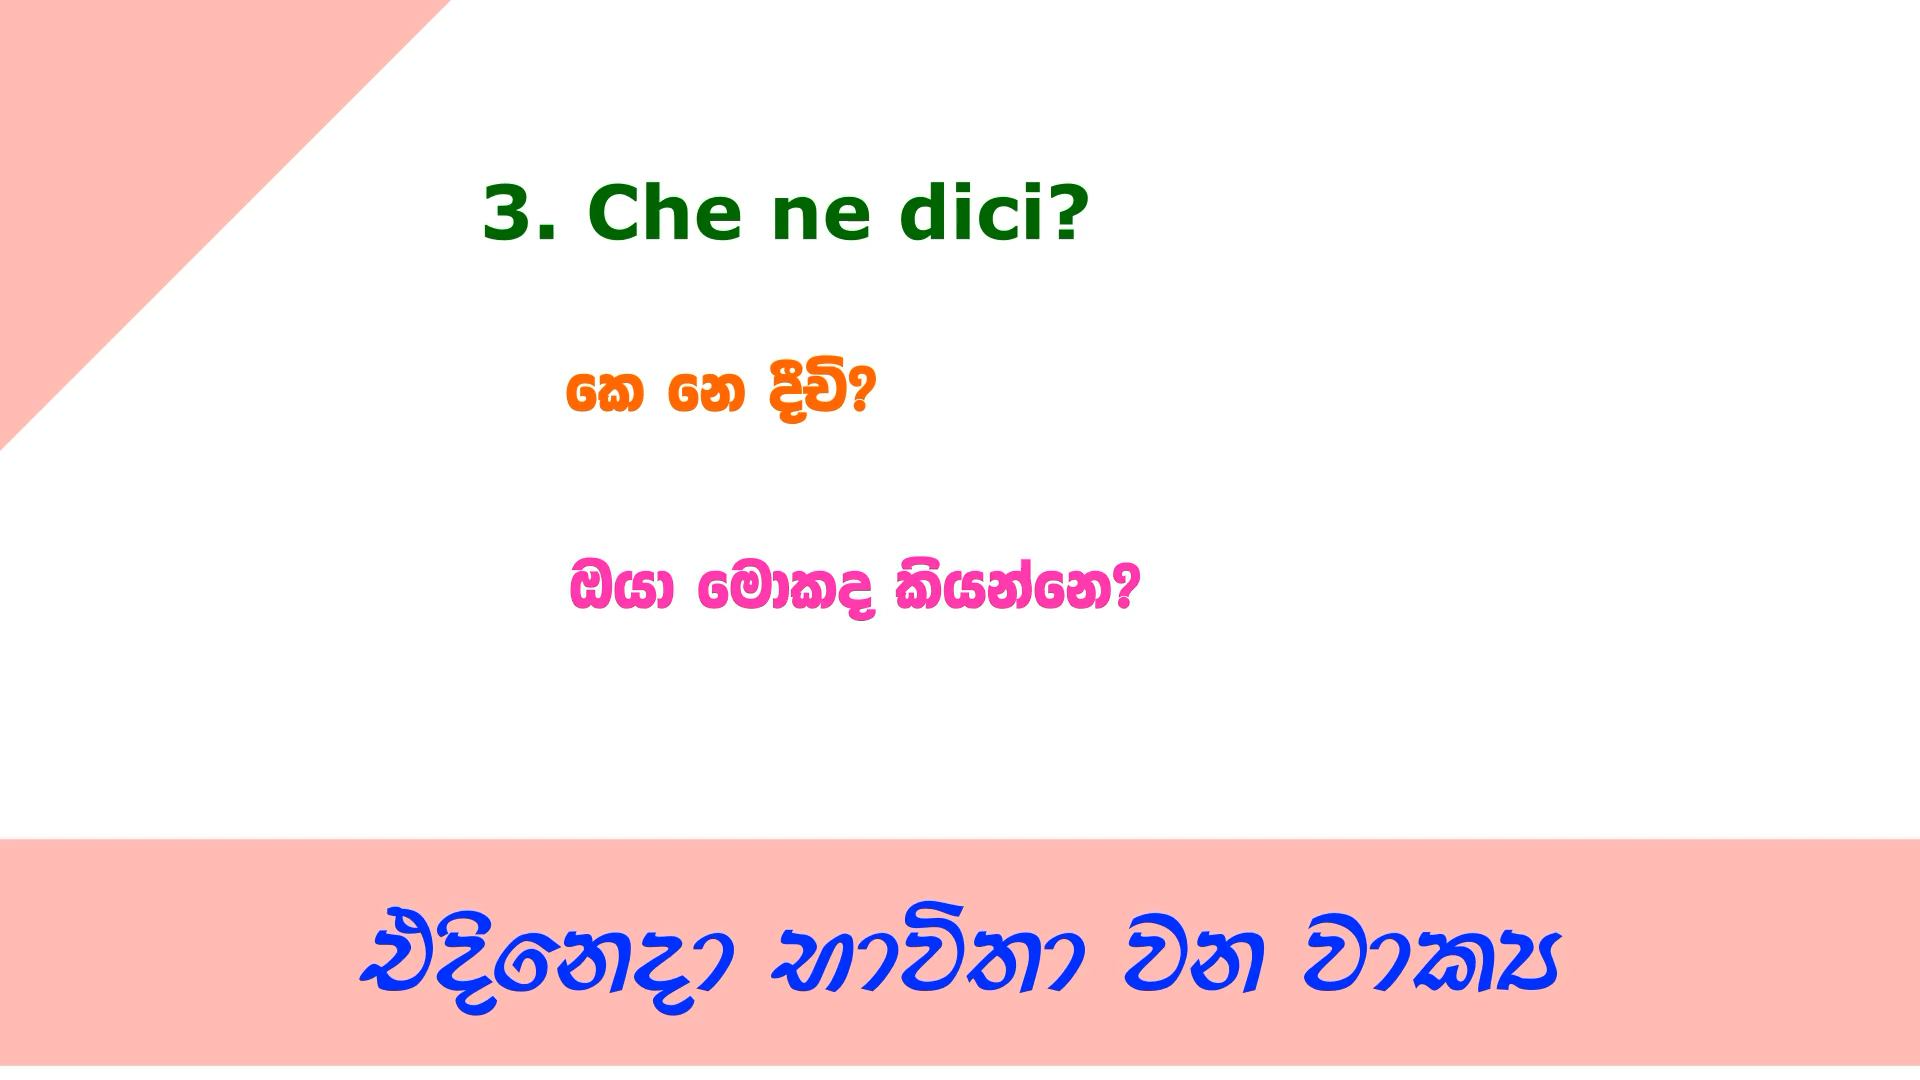 3. Che ne dici?
කෙ නෙ දීචි?
ඔයා මොකද කියන්නෙ?
එදිනෙදා භාවිතා වන වාක්‍ය